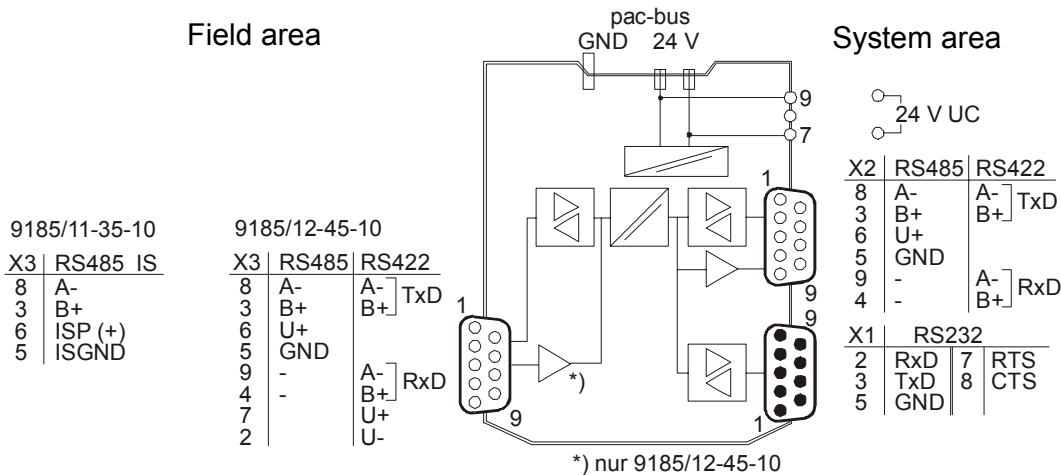 Field area
pac-bus
GND 24 V
System area
9
7
24 V UC
9185/11-35-10
X3 RS485 IS
8 A-
3 B+
6 ISP (+)
5 ISGND
9185/12-45-10
X3 RS485 RS422
8 A- A- TxD
3 B+ B+
6 U+
5 GND
9 - A- RxD
4 - B+
7 U+
2 U-
1
9
*)
1
9
9
1
X2 RS485 RS422
8 A- A- TxD
3 B+ B+
6 U+
5 GND
9 - A- RxD
4 - B+
X1 RS232
2 RxD 7 RTS
3 TxD 8 CTS
5 GND
*) nur 9185/12-45-10